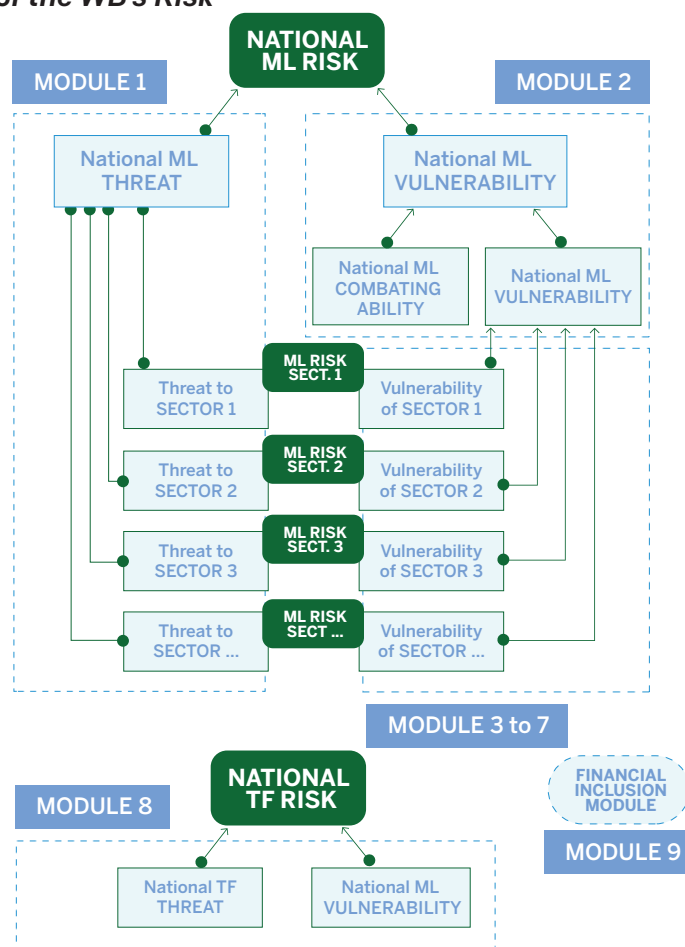 of the WB's Risk
NATIONAL
ML RISK
MODULE 1
MODULE 2
National ML
THREAT
National ML
VULNERABILITY
National ML
COMBATING
ABILITY
National ML
VULNERABILITY
ML RISK
SECT. 1
Threat to
SECTOR 1
Vulnerability
of SECTOR 1
ML RISK
SECT. 2
Threat to
SECTOR 2
Vulnerability
of SECTOR 2
ML RISK
SECT. 3
Threat to
SECTOR 3
Vulnerability
of SECTOR 3
ML RISK
SECT ...
Threat to
SECTOR ...
Vulnerability
of SECTOR ...
MODULE 3 to 7
NATIONAL
TF RISK
MODULE 8
FINANCIAL
INCLUSION
MODULE
MODULE 9
National TF
THREAT
National ML
VULNERABILITY